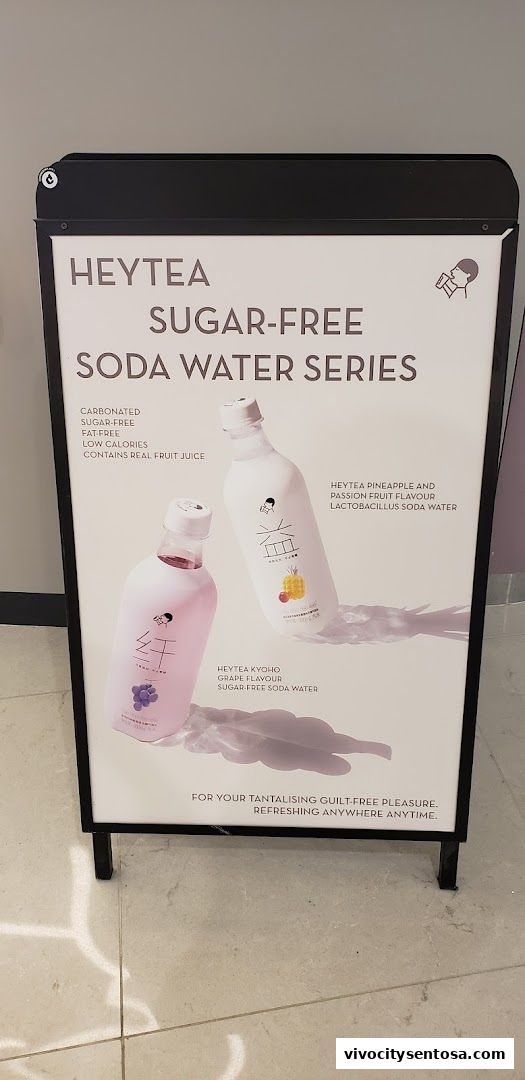 HEYTEA
SUGAR-FREE
SODA WATER SERIES
CARBONATED
SUGAR-FREE
FAT-FREE
LOW CALORIES
CONTAINS REAL FRUIT JUICE
HEYTEA PINEAPPLE AND
PASSION FRUIT FLAVOUR
LACTOBACILLUS SODA WATER
益
纤
HEYTEA KYOHO
GRAPE FLAVOUR
SUGAR-FREE SODA WATER
FOR YOUR TANTALISING GUILT-FREE PLEASURE.
REFRESHING ANYWHERE ANYTIME.
vivocitysentosa.com